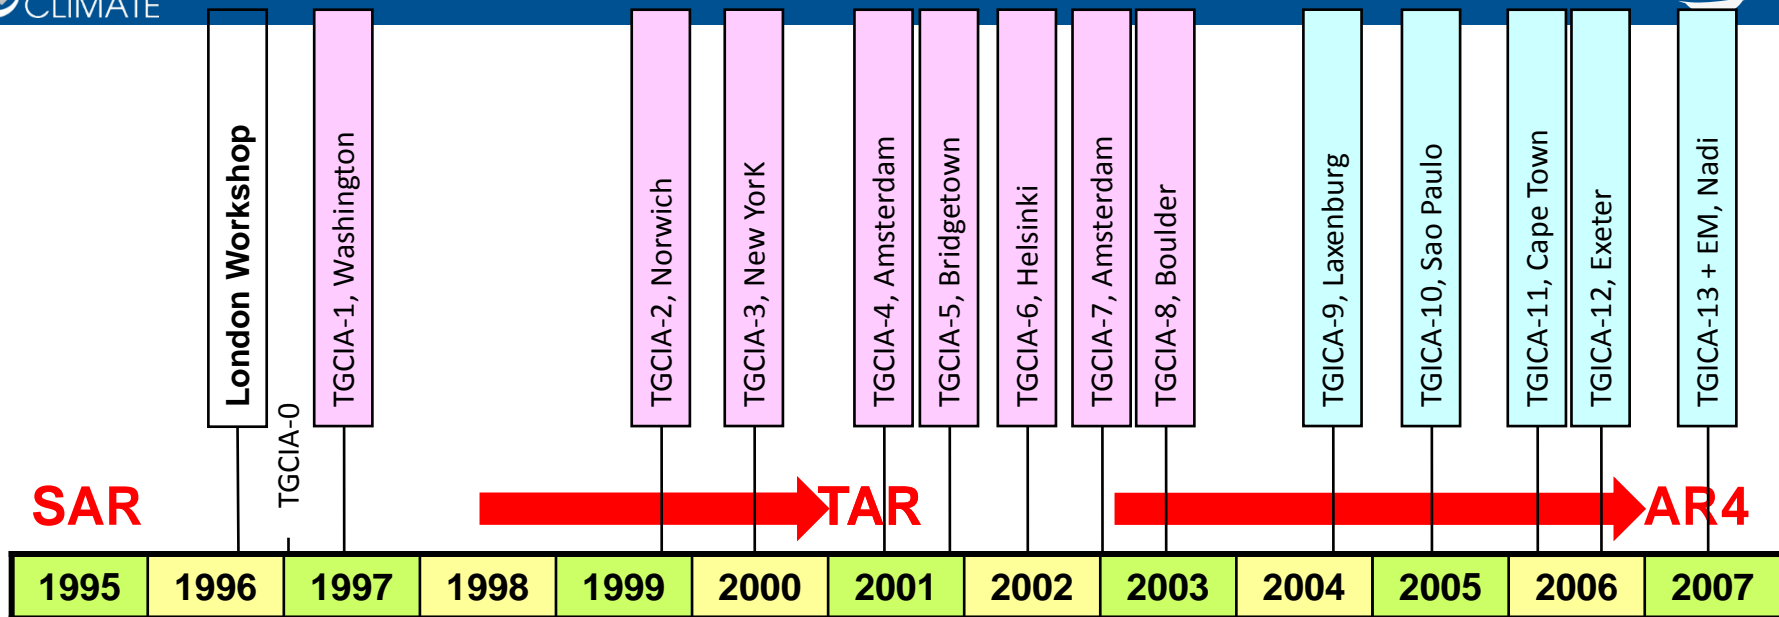 CLIMATE
London Workshop
TGCIA-0
TGCIA-1, Washington
TGCIA-2, Norwich
TGCIA-3, New YorK
TGCIA-4, Amsterdam
TGCIA-5, Bridgetown
TGCIA-6, Helsinki
TGCIA-7, Amsterdam
TGCIA-8, Boulder
TGICA-9, Laxenburg
TGICA-10, Sao Paulo
TGICA-11, Cape Town
TGICA-12, Exeter
TGICA-13 + EM, Nadi
SAR
TAR
AR4
1995
1996
1997
1998
1999
2000
2001
2002
2003
2004
2005
2006
2007